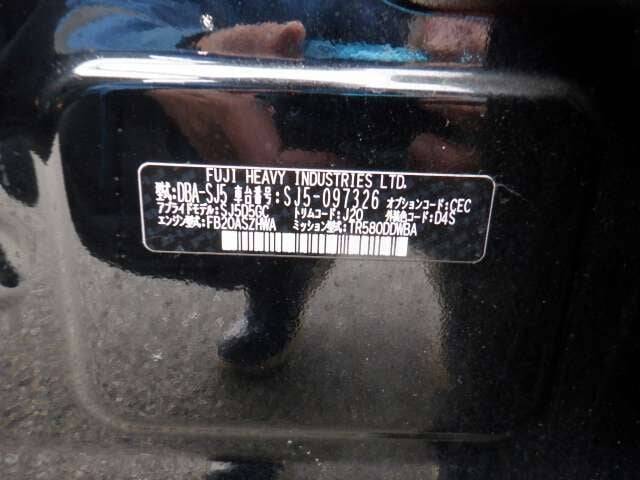 FUJI HEAVY INDUSTRIES LTD.
型式:DBA-SJ5 車台番号:SJ5-097326 オプションコード:CEC
アプライドモデル:SJ5D5GC トリムコード:J20 外装色コード:D4S
エンジン型式:FB20ASZHWA ミッション型式:TR580DDWBA